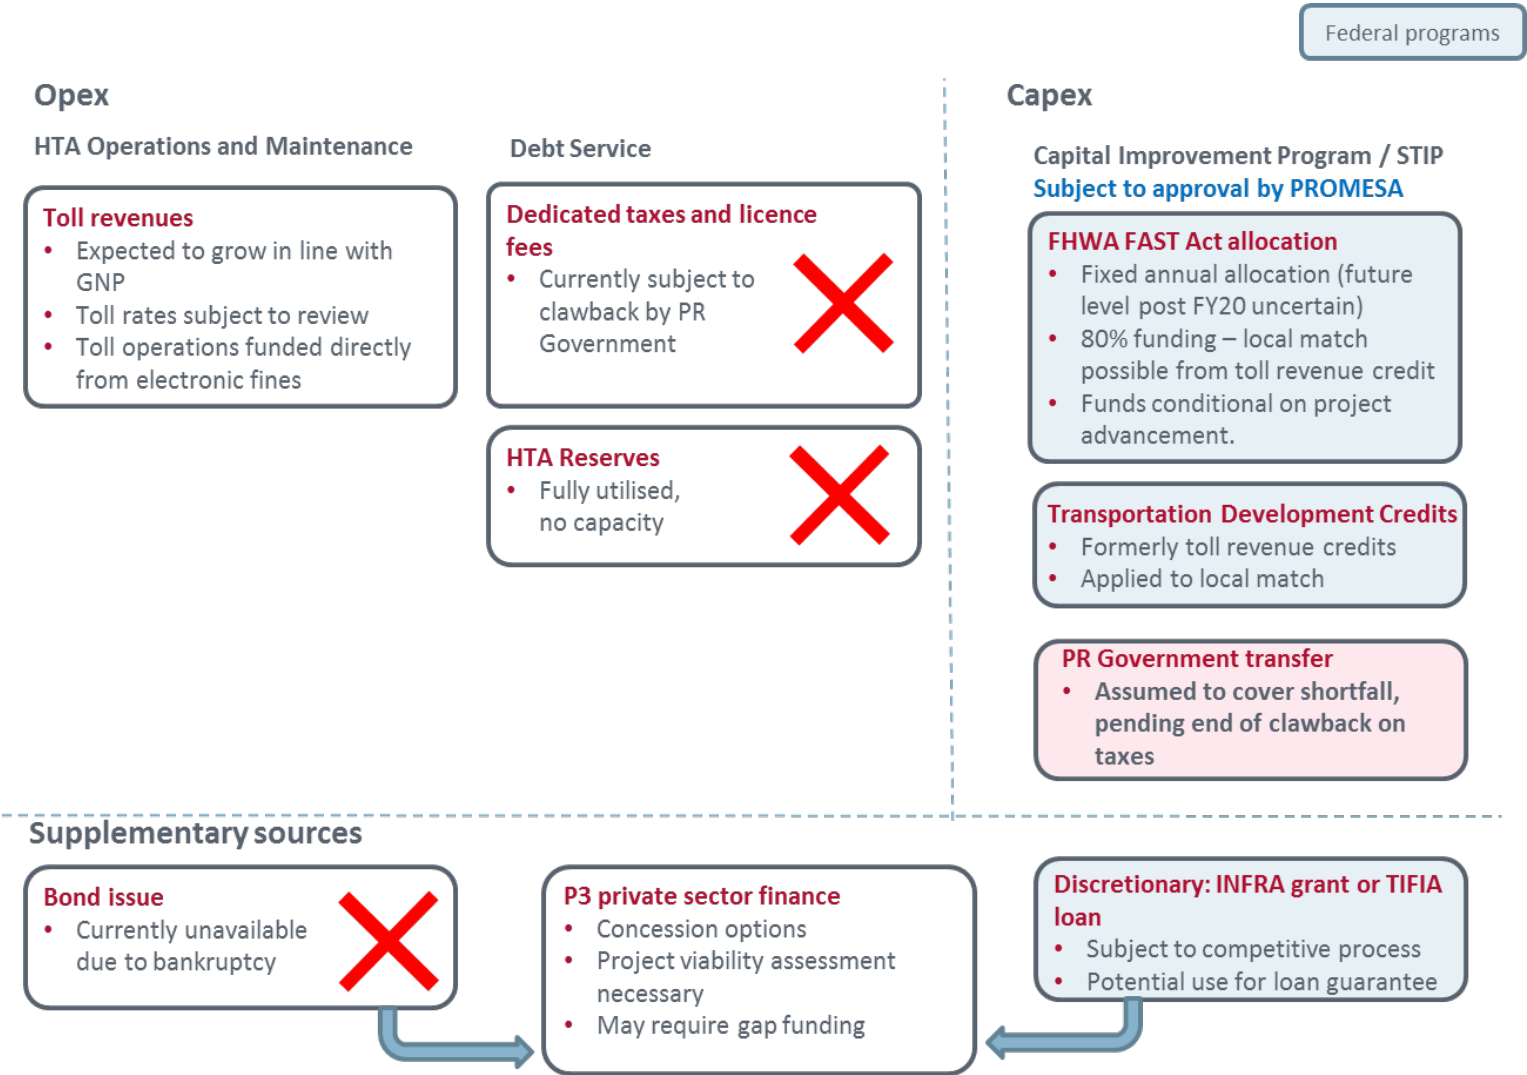 Federal programs
Opex
HTA Operations and Maintenance
Toll revenues
• Expected to grow in line with
GNP
• Toll rates subject to review
• Toll operations funded directly
from electronic fines
Debt Service
Dedicated taxes and licence
fees
• Currently subject to
clawback by PR
Government
HTA Reserves
• Fully utilised,
no capacity
Capex
Capital Improvement Program / STIP
Subject to approval by PROMESA
FHWA FAST Act allocation
• Fixed annual allocation (future
level post FY20 uncertain)
• 80% funding – local match
possible from toll revenue credit
• Funds conditional on project
advancement.
Transportation Development Credits
• Formerly toll revenue credits
• Applied to local match
PR Government transfer
• Assumed to cover shortfall,
pending end of clawback on
taxes
Supplementary sources
Bond issue
• Currently unavailable
due to bankruptcy
P3 private sector finance
• Concession options
• Project viability assessment
necessary
• May require gap funding
Discretionary: INFRA grant or TIFIA
loan
• Subject to competitive process
• Potential use for loan guarantee